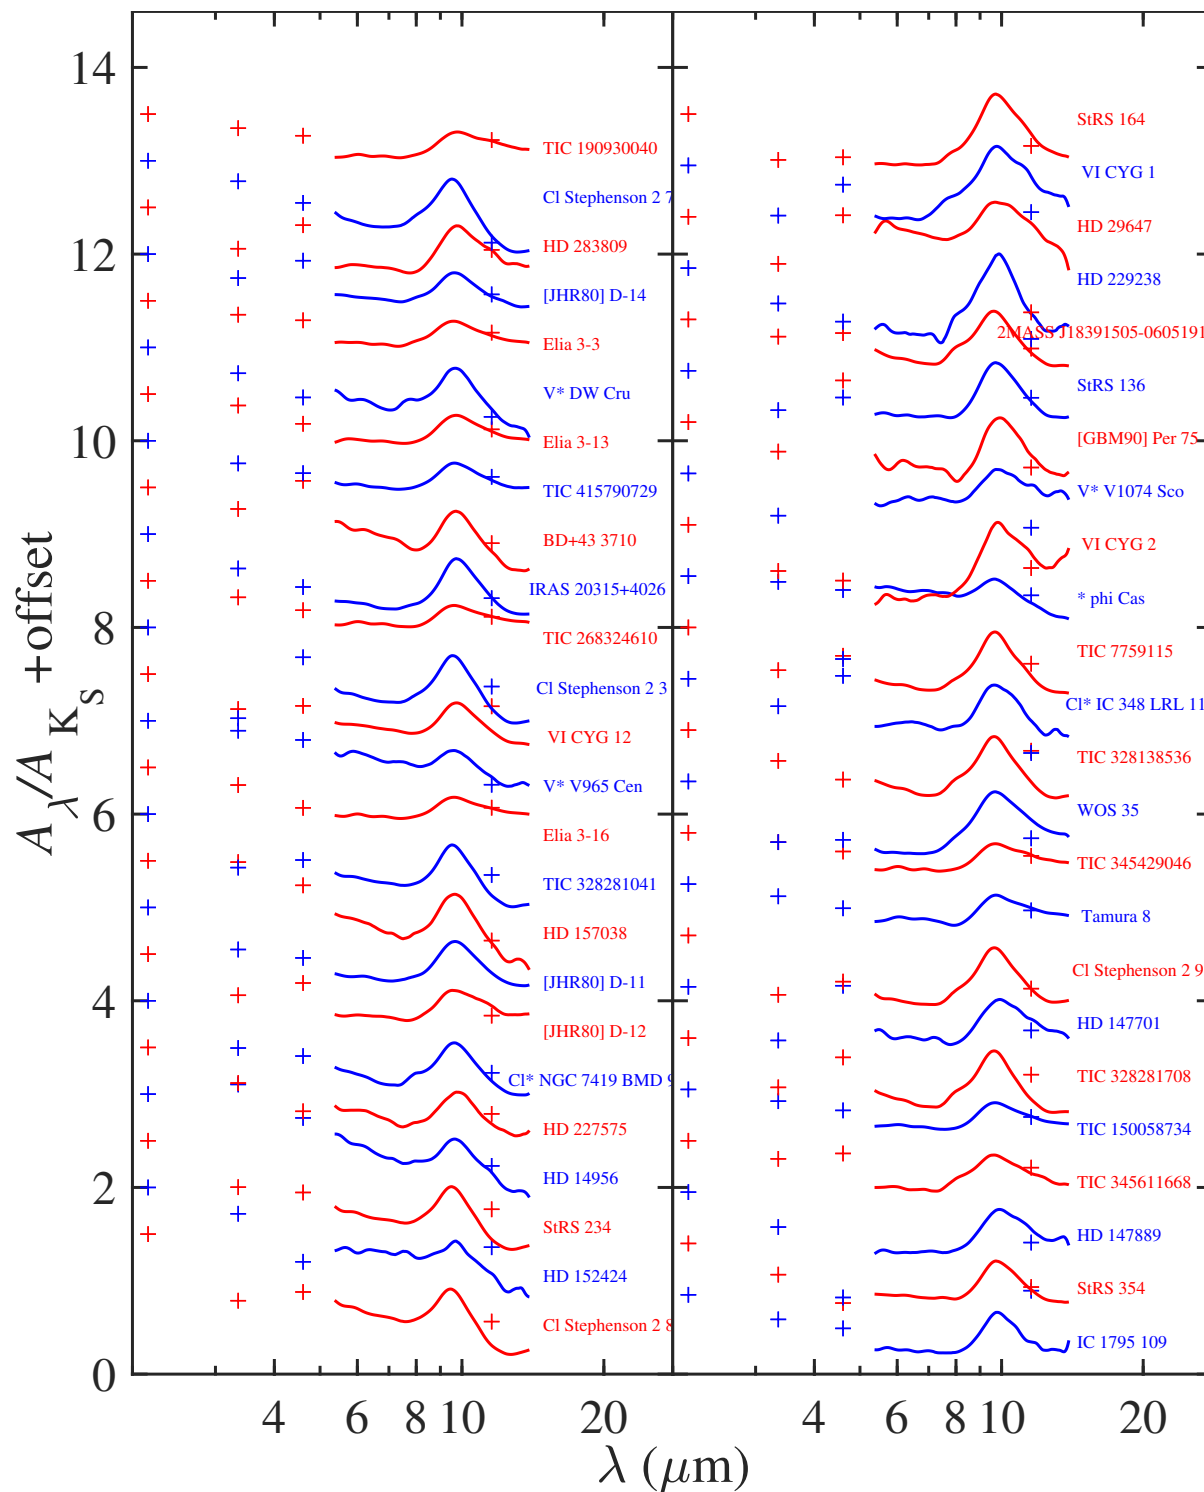 A_λ/A_{K_S} +offset
14
12
10
8
6
4
2
0
TIC 190930040
Cl Stephenson 2 7
HD 283809
[JHR80] D-14
Elia 3-3
V* DW Cru
Elia 3-13
TIC 415790729
BD+43 3710
IRAS 20315+4026
TIC 268324610
Cl Stephenson 2 3
VI CYG 12
V* V965 Cen
Elia 3-16
TIC 328281041
HD 157038
[JHR80] D-11
[JHR80] D-12
Cl* NGC 7419 BMD 9
HD 227575
HD 14956
StRS 234
HD 152424
Cl Stephenson 2 8
4 6 8 10 20
StRS 164
VI CYG 1
HD 29647
HD 229238
2MASS J18391505-0605191
StRS 136
[GBM90] Per 75
V* V1074 Sco
VI CYG 2
* phi Cas
TIC 7759115
Cl* IC 348 LRL 11
TIC 328138536
WOS 35
TIC 345429046
Tamura 8
Cl Stephenson 2 9
HD 147701
TIC 328281708
TIC 150058734
TIC 345611668
HD 147889
StRS 354
IC 1795 109
4 6 8 10 20
λ (μm)